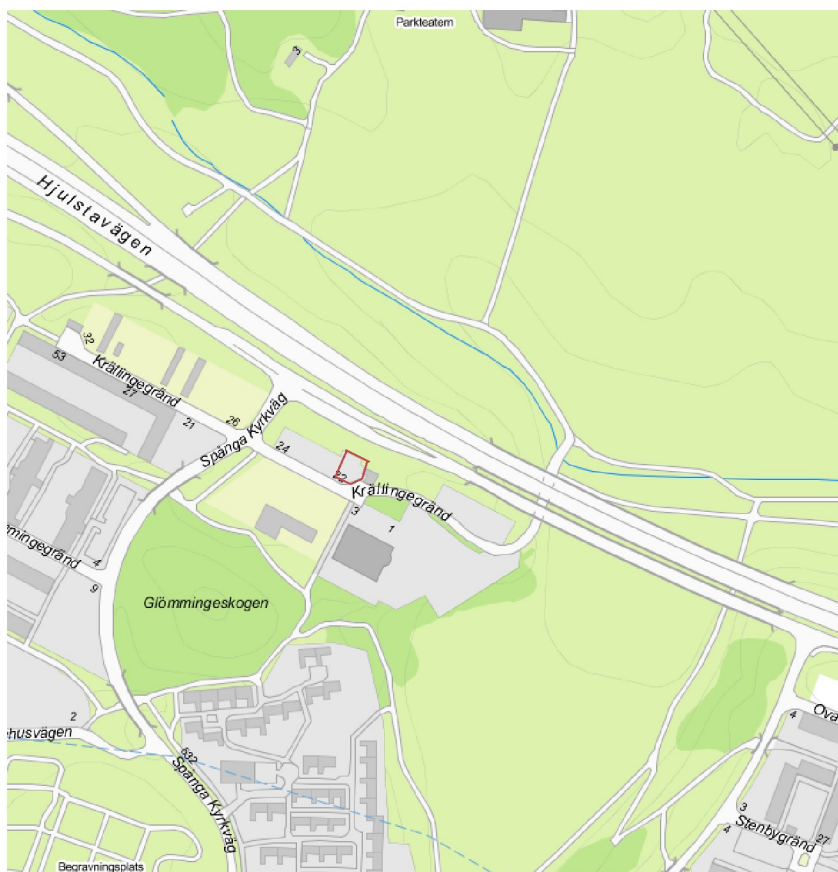 Parkteatern
3
Hjulstavägen
32
53
Krällingegränd
27
21
26
Spånga Kyrkväg
24
22
Krällingegränd
3
1
mmingegränd
4
9
Glömmingeskogen
2
ehusvägen
632
Spånga Kyrkväg
Begravningsplats
4
Ova
3
4
Stenbygränd
27